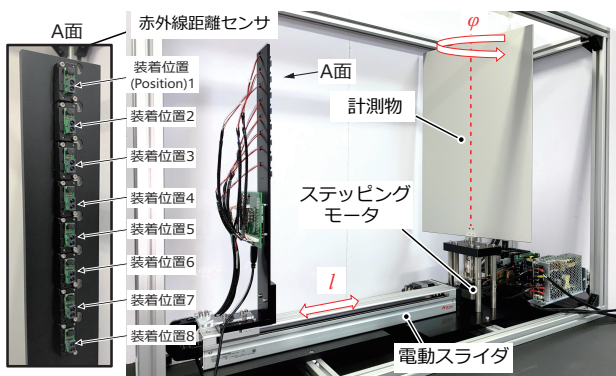 A面
赤外線距離センサ
装着位置
(Position)1
装着位置2
装着位置3
装着位置4
装着位置5
装着位置6
装着位置7
装着位置8
A面
φ
計測物
ステッピング
モータ
l
電動スライダ